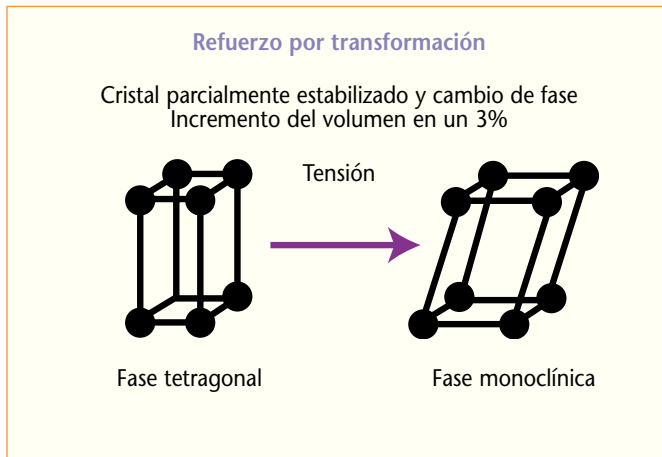 Refuerzo por transformación
Cristal parcialmente estabilizado y cambio de fase
Incremento del volumen en un 3%
Tensión
Fase tetragonal
Fase monoclínica